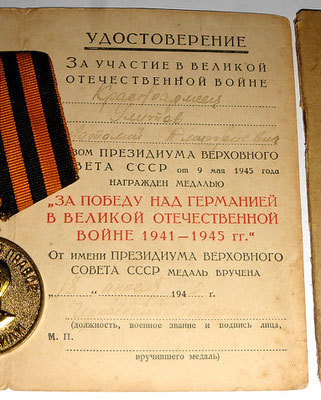 УДОСТОВЕРЕНИЕ
ЗА УЧАСТИЕ В ВЕЛИКОЙ
ОТЕЧЕСТВЕННОЙ ВОЙНЕ
Красноармеец
зом ПРЕЗИДИУМА ВЕРХОВНОГО
ВЕТА СССР от 9 мая 1945 года
НАГРАЖДЕН МЕДАЛЬЮ
„ЗА ПОБЕДУ НАД ГЕРМАНИЕЙ
В ВЕЛИКОЙ ОТЕЧЕСТВЕННОЙ
ВОЙНЕ 1941—1945 гг.“
ОТ ИМЕНИ ПРЕЗИДИУМА ВЕРХОВНОГО
СОВЕТА СССР МЕДАЛЬ ВРУЧЕНА
апреля 194 г.
(должность, военное звание и подпись лица,
М. П.
вручившего медаль)